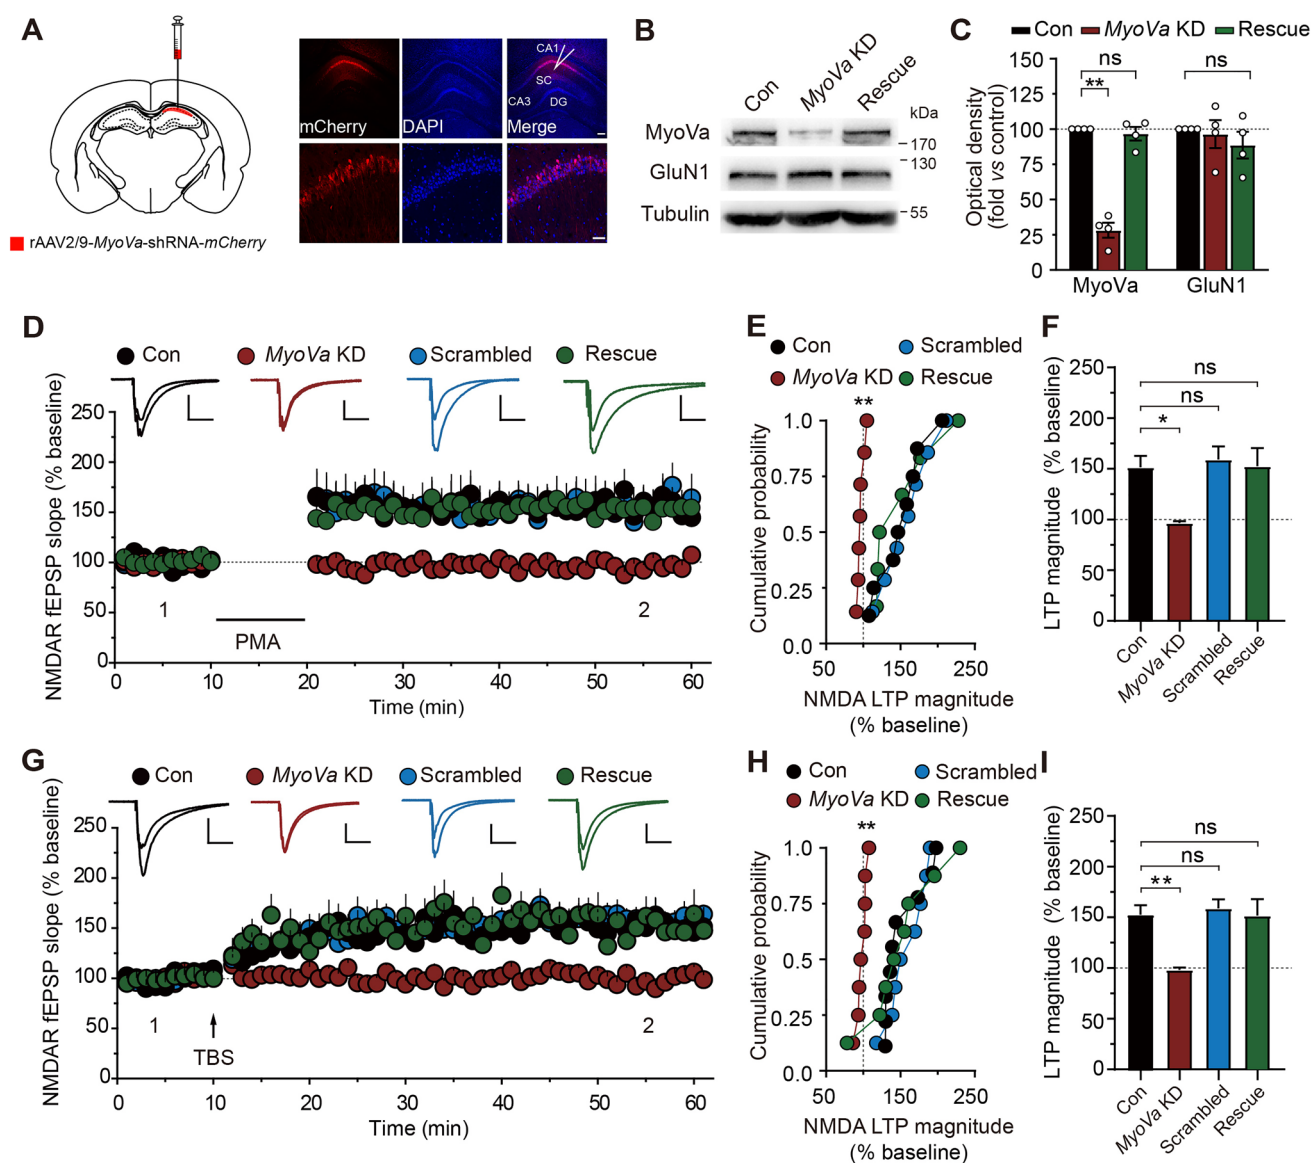 A
mCherry
DAPI
CA1
SC
CA3
DG
Merge
rAAV2/9-MyoVa-shRNA-mCherry
B
Con
MyoVa KD
Rescue
kDa
MyoVa
170
130
GluN1
Tubulin
55
C
Con
MyoVa KD
Rescue
Optical density
(fold vs control)
150
125
100
75
50
25
0
ns
**
ns
MyoVa
GluN1
D
Con
MyoVa KD
Scrambled
Rescue
NMDAR fEPSP slope (% baseline)
250
200
150
100
50
0
1
2
PMA
0
10
20
30
40
50
60
Time (min)
E
Con
Scrambled
MyoVa KD
Rescue
**
Cumulative probability
1.0
0.75
0.5
0.25
0.0
50
150
250
NMDA LTP magnitude
(% baseline)
F
LTP magnitude (% baseline)
250
200
150
100
50
0
ns
ns
*
Con
MyoVa KD
Scrambled
Rescue
G
Con
MyoVa KD
Scrambled
Rescue
NMDAR fEPSP slope (% baseline)
250
200
150
100
50
0
1
2
TBS
0
10
20
30
40
50
60
Time (min)
H
Con
Scrambled
MyoVa KD
Rescue
**
Cumulative probability
1.0
0.75
0.5
0.25
0.0
50
150
250
NMDA LTP magnitude
(% baseline)
I
LTP magnitude (% baseline)
250
200
150
100
50
0
ns
ns
**
Con
MyoVa KD
Scrambled
Rescue